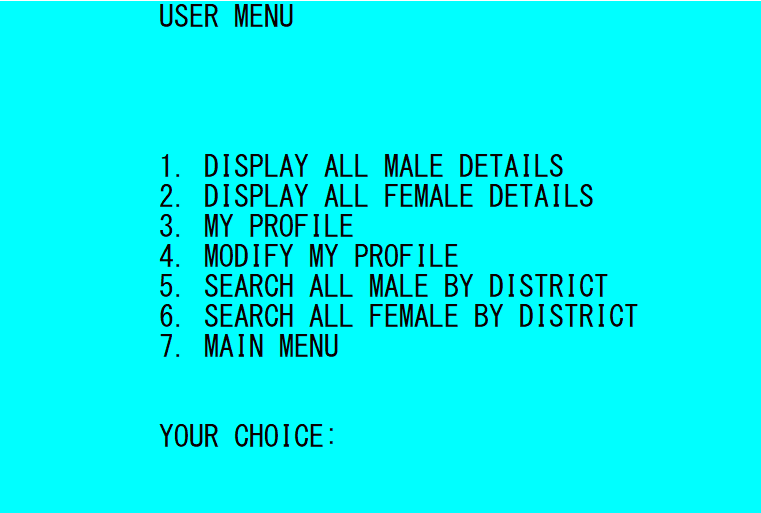 USER MENU
1. DISPLAY ALL MALE DETAILS
2. DISPLAY ALL FEMALE DETAILS
3. MY PROFILE
4. MODIFY MY PROFILE
5. SEARCH ALL MALE BY DISTRICT
6. SEARCH ALL FEMALE BY DISTRICT
7. MAIN MENU
YOUR CHOICE: